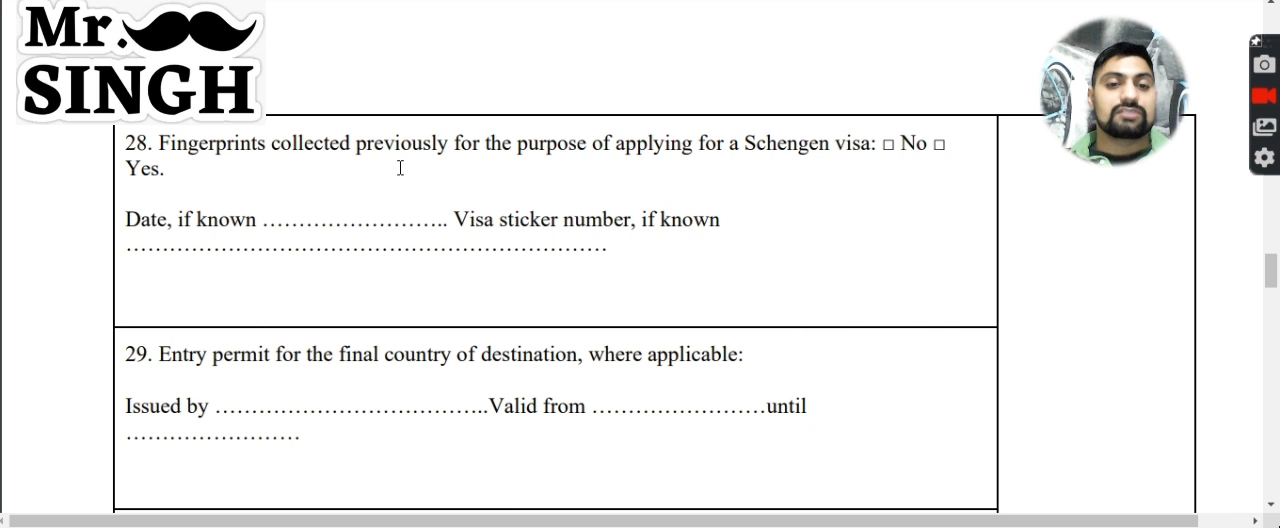 Mr.
SINGH
28. Fingerprints collected previously for the purpose of applying for a Schengen visa: □ No □
Yes.
Date, if known ……………………….. Visa sticker number, if known
…………………………………………………………
29. Entry permit for the final country of destination, where applicable:
Issued by ………………………………..Valid from ……………………until
……………………